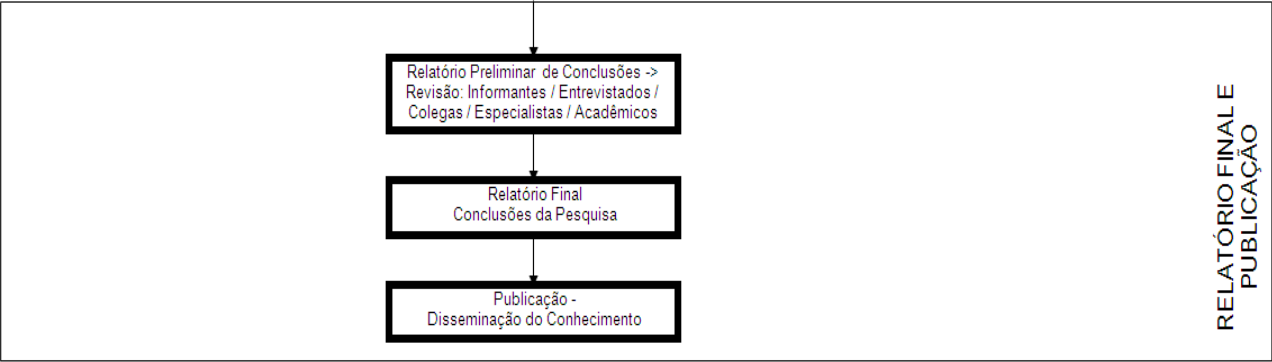 Relatório Preliminar de Conclusões ->
Revisão: Informantes / Entrevistados /
Colegas / Especialistas / Acadêmicos
Relatório Final
Conclusões da Pesquisa
Publicação -
Disseminação do Conhecimento
RELATÓRIO FINAL E
PUBLICAÇÃO